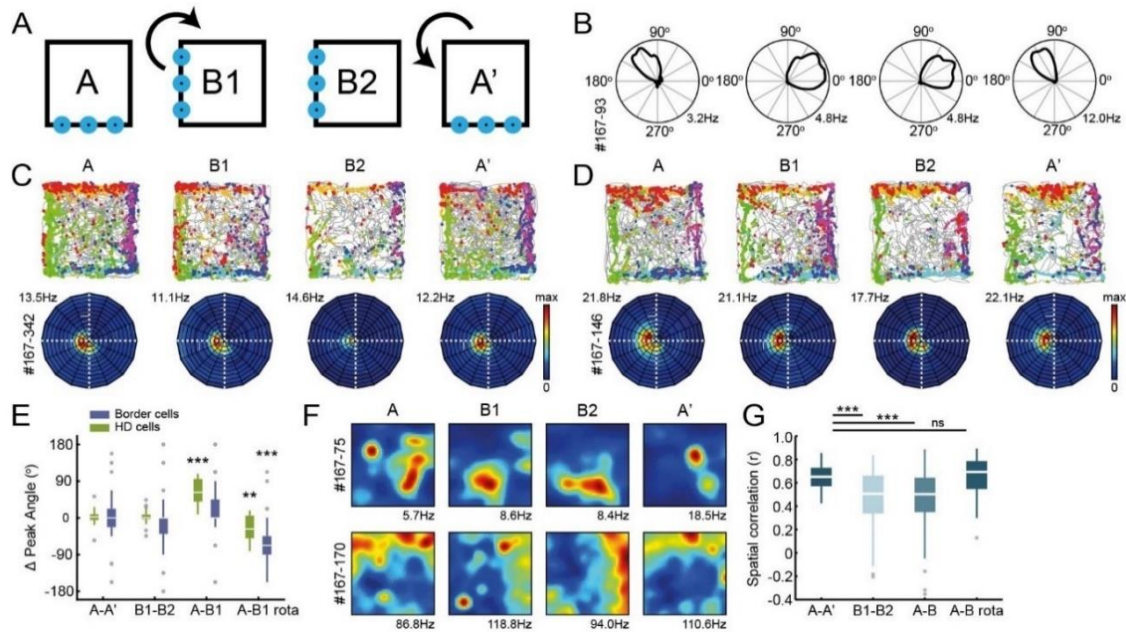 A
A
B1
B2
A'
B
90°
90°
90°
90°
180°
0°
180°
0°
180°
0°
180°
0°
270°
270°
270°
270°
3.2Hz
4.8Hz
4.8Hz
12.0Hz
#167-93
C
A
B1
B2
A'
13.5Hz
11.1Hz
14.6Hz
12.2Hz
max
0
#167-342
D
A
B1
B2
A'
21.8Hz
21.1Hz
17.7Hz
22.1Hz
max
0
#167-146
E
Border cells
HD cells
Δ Peak Angle (°)
180
90
0
-90
-180
***
**
***
A-A'
B1-B2
A-B1
A-B1 rota
F
A
B1
B2
A'
#167-75
5.7Hz
8.6Hz
8.4Hz
18.5Hz
#167-170
86.8Hz
118.8Hz
94.0Hz
110.6Hz
G
***
***
ns
Spatial correlation (r)
1.0
0.8
0.6
0.4
0.2
0
-0.2
-0.4
A-A'
B1-B2
A-B
A-B rota